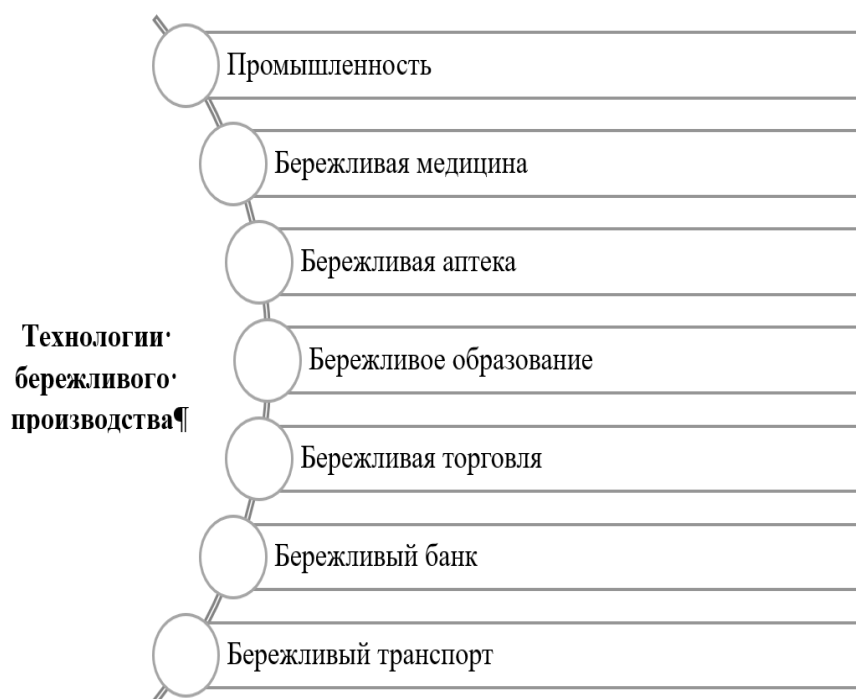 Промышленность
Бережливая медицина
Бережливая аптека
Технологии·
бережливого·
производства¶
Бережливое образование
Бережливая торговля
Бережливый банк
Бережливый транспорт